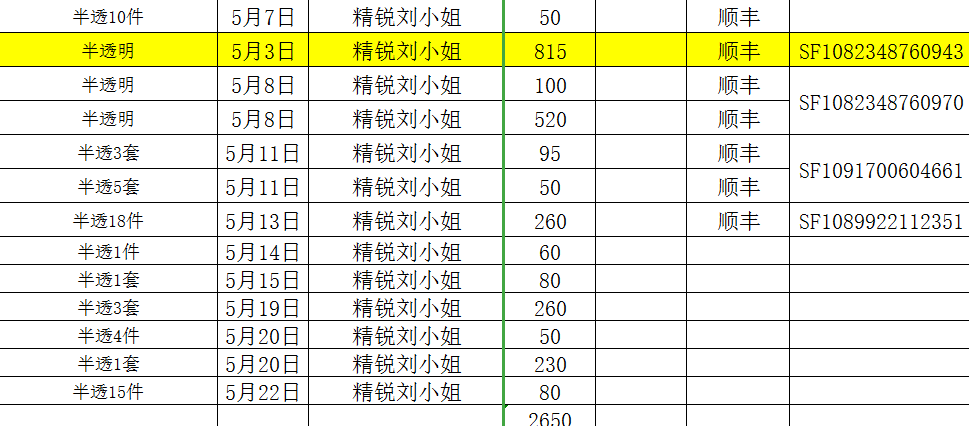 半透10件 5月7日 精锐刘小姐 50 顺丰
半透明 5月3日 精锐刘小姐 815 顺丰 SF1082348760943
半透明 5月8日 精锐刘小姐 100 顺丰 SF1082348760970
半透明 5月8日 精锐刘小姐 520 顺丰
半透3套 5月11日 精锐刘小姐 95 顺丰 SF1091700604661
半透5套 5月11日 精锐刘小姐 50 顺丰
半透18件 5月13日 精锐刘小姐 260 顺丰 SF1089922112351
半透1件 5月14日 精锐刘小姐 60
半透1套 5月15日 精锐刘小姐 80
半透3套 5月19日 精锐刘小姐 260
半透4件 5月20日 精锐刘小姐 50
半透1套 5月20日 精锐刘小姐 230
半透15件 5月22日 精锐刘小姐 80
2650